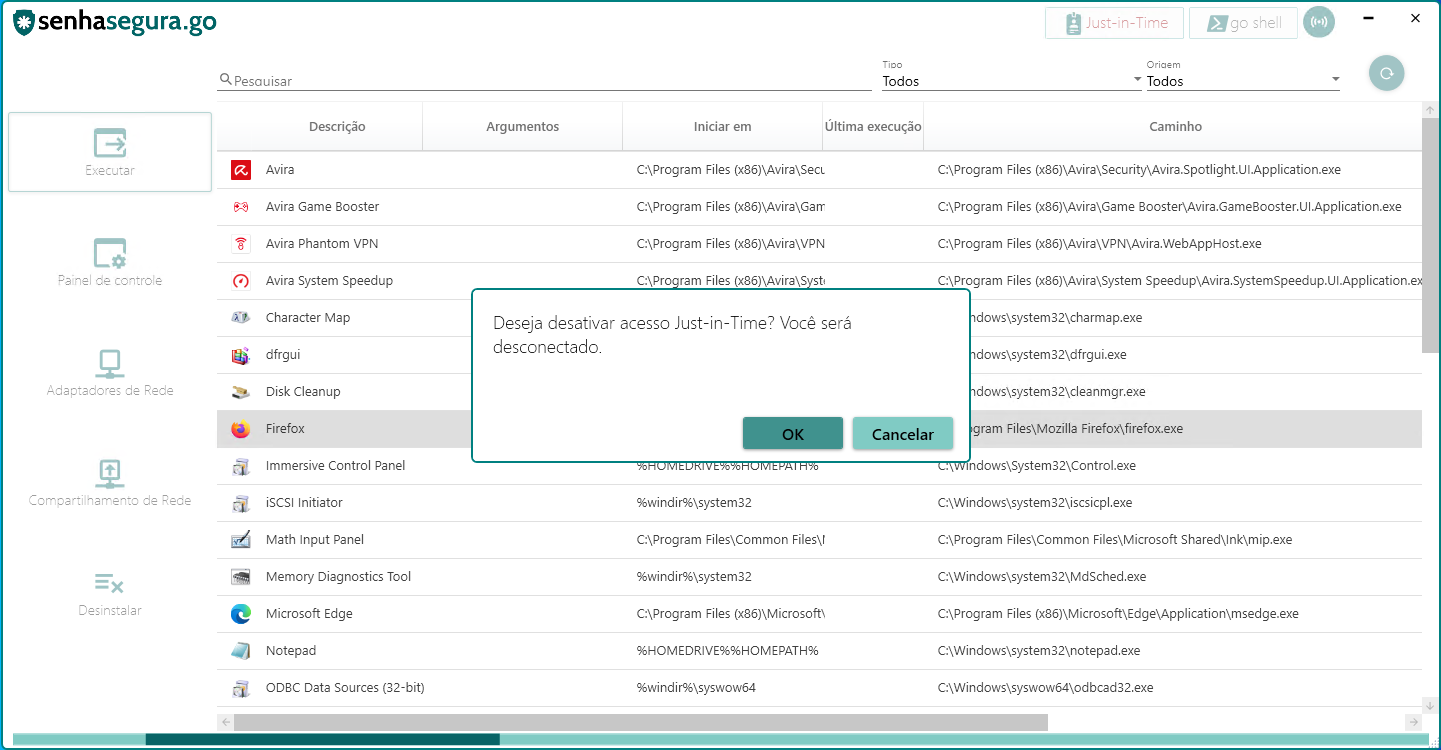 senhasegura.go
Just-in-Time
go shell
Pesquisar
Tipo
Todos
Origem
Todos
Executar
Painel de controle
Adaptadores de Rede
Compartilhamento de Rede
Desinstalar
Descrição Argumentos Iniciar em Última execução Caminho
Avira C:\Program Files (x86)\Avira\Secu C:\Program Files (x86)\Avira\Security\Avira.Spotlight.UI.Application.exe
Avira Game Booster C:\Program Files (x86)\Avira\Gam C:\Program Files (x86)\Avira\Game Booster\Avira.GameBooster.UI.Application.exe
Avira Phantom VPN C:\Program Files (x86)\Avira\VPN C:\Program Files (x86)\Avira\VPN\Avira.WebAppHost.exe
Avira System Speedup C:\Program Files (x86)\Avira\Syste C:\Program Files (x86)\Avira\System Speedup\Avira.SystemSpeedup.UI.Application.ex
Character Map ndows\system32\charmap.exe
dfrgui ndows\system32\dfrgui.exe
Disk Cleanup ndows\system32\cleanmgr.exe
Firefox gram Files\Mozilla Firefox\firefox.exe
Immersive Control Panel %HOMEDRIVE%%HOMEPATH% C:\Windows\System32\Control.exe
iSCSI Initiator %windir%\system32 C:\Windows\system32\iscsicpl.exe
Math Input Panel C:\Program Files\Common Files\M C:\Program Files\Common Files\Microsoft Shared\Ink\mip.exe
Memory Diagnostics Tool %windir%\system32 C:\Windows\system32\MdSched.exe
Microsoft Edge C:\Program Files (x86)\Microsoft\ C:\Program Files (x86)\Microsoft\Edge\Application\msedge.exe
Notepad %HOMEDRIVE%%HOMEPATH% C:\Windows\system32\notepad.exe
ODBC Data Sources (32-bit) %windir%\syswow64 C:\Windows\syswow64\odbcad32.exe
Deseja desativar acesso Just-in-Time? Você será
desconectado.
OK
Cancelar